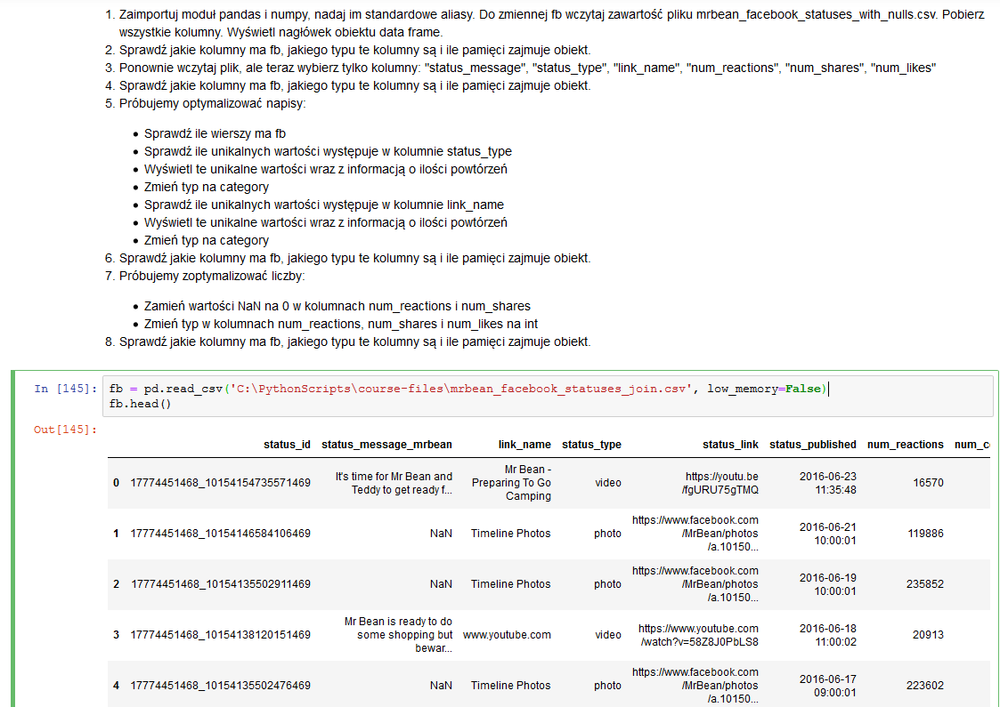 1. Zaimportuj moduł pandas i numpy, nadaj im standardowe aliasy. Do zmiennej fb wczytaj zawartość pliku mrbean_facebook_statuses_with_nulls.csv. Pobierz
wszystkie kolumny. Wyświetl nagłówek obiektu data frame.
2. Sprawdź jakie kolumny ma fb, jakiego typu te kolumny są i ile pamięci zajmuje obiekt.
3. Ponownie wczytaj plik, ale teraz wybierz tylko kolumny: "status_message", "status_type", "link_name", "num_reactions", "num_shares", "num_likes"
4. Sprawdź jakie kolumny ma fb, jakiego typu te kolumny są i ile pamięci zajmuje obiekt.
5. Próbujemy optymalizować napisy:
• Sprawdź ile wierszy ma fb
• Sprawdź ile unikalnych wartości występuje w kolumnie status_type
• Wyświetl te unikalne wartości wraz z informacją o ilości powtórzeń
• Zmień typ na category
• Sprawdź ile unikalnych wartości występuje w kolumnie link_name
• Wyświetl te unikalne wartości wraz z informacją o ilości powtórzeń
• Zmień typ na category
6. Sprawdź jakie kolumny ma fb, jakiego typu te kolumny są i ile pamięci zajmuje obiekt.
7. Próbujemy zoptymalizować liczby:
• Zamień wartości NaN na 0 w kolumnach num_reactions i num_shares
• Zmień typ w kolumnach num_reactions, num_shares i num_likes na int
8. Sprawdź jakie kolumny ma fb, jakiego typu te kolumny są i ile pamięci zajmuje obiekt.
In [145]: fb = pd.read_csv('C:\PythonScripts\course-files\mrbean_facebook_statuses_join.csv', low_memory=False)
fb.head()
Out[145]:
status_id status_message_mrbean link_name status_type status_link status_published num_reactions num_c
0 17774451468_10154154735571469 It's time for Mr Bean and Teddy to get ready f... Mr Bean - Preparing To Go Camping video https://youtu.be /fgURU75gTMQ 2016-06-23 11:35:48 16570
1 17774451468_10154146584106469 NaN Timeline Photos photo https://www.facebook.com /MrBean/photos /a.10150... 2016-06-21 10:00:01 119886
2 17774451468_10154135502911469 NaN Timeline Photos photo https://www.facebook.com /MrBean/photos /a.10150... 2016-06-19 10:00:01 235852
3 17774451468_10154138120151469 Mr Bean is ready to do some shopping but bewar... www.youtube.com video https://www.youtube.com /watch?v=58Z8J0PbLS8 2016-06-18 11:00:02 20913
4 17774451468_10154135502476469 NaN Timeline Photos photo https://www.facebook.com /MrBean/photos /a.10150... 2016-06-17 09:00:01 223602